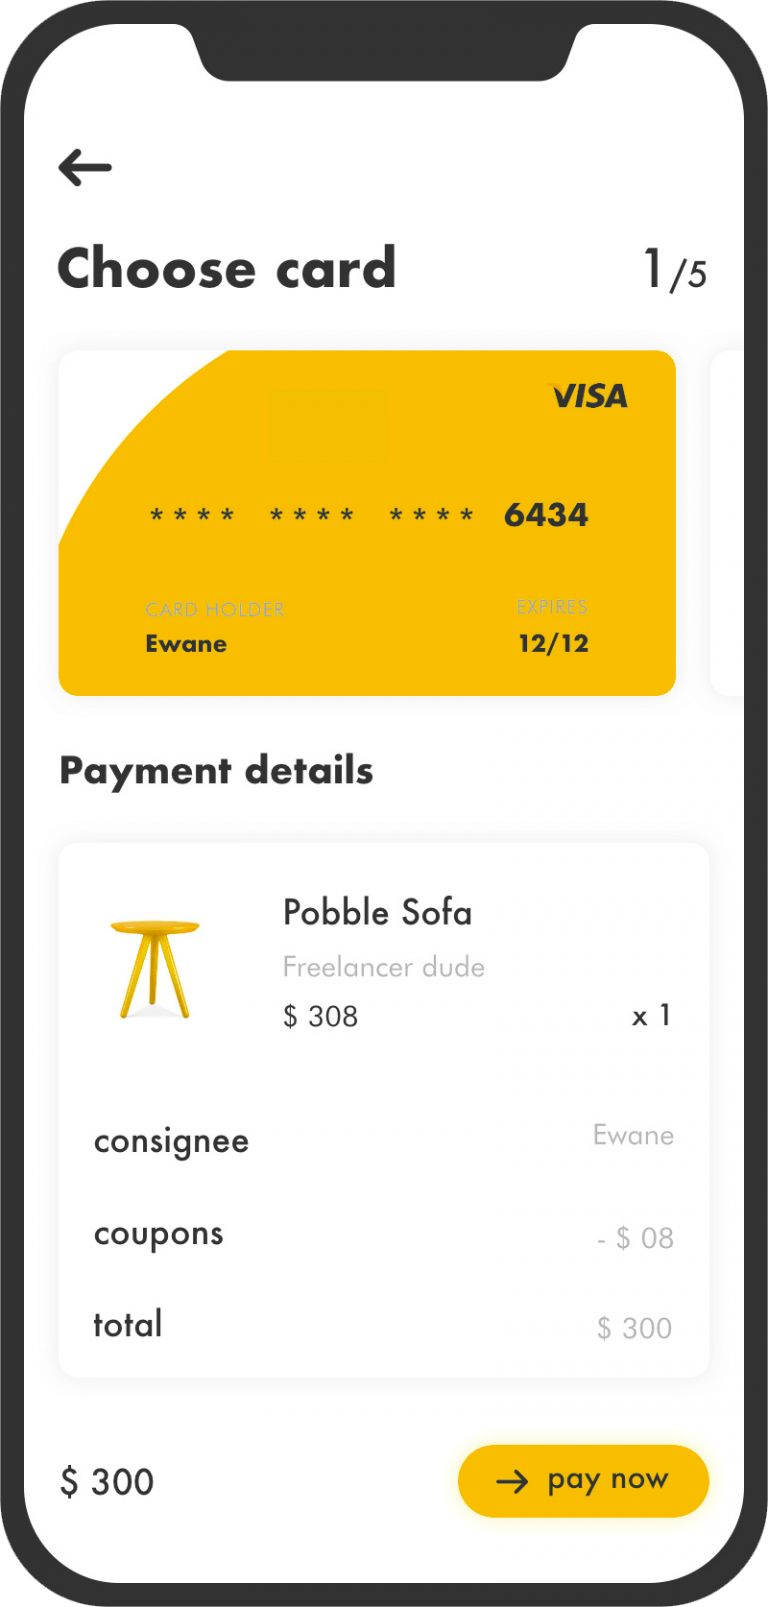 Choose card 1/5
VISA
**** **** **** 6434
CARD HOLDER EXPIRES
Ewane 12/12
Payment details
Pobble Sofa
Freelancer dude
$ 308 x 1
consignee Ewane
coupons - $ 08
total $ 300
$ 300 → pay now